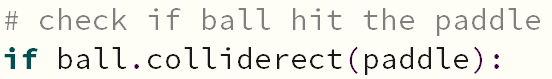 # check if ball hit the paddle
if ball.colliderect(paddle):